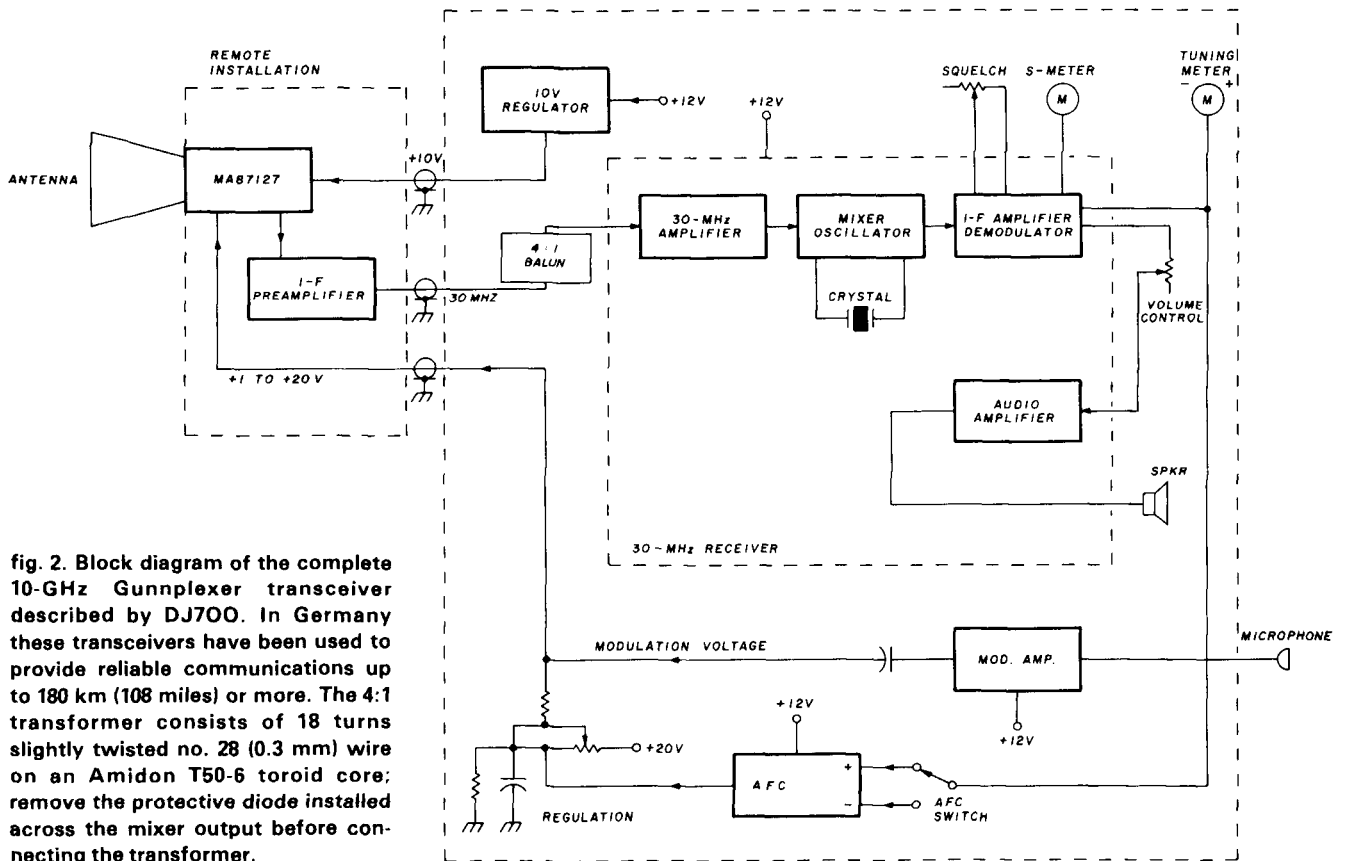 REMOTE
INSTALLATION
ANTENNA
MA87127
I-F
PREAMPLIFIER
+1 TO +20V
+10V
30 MHZ
10V
REGULATOR
+12V
4:1
BALUN
+12V
30-MHz
AMPLIFIER
MIXER
OSCILLATOR
CRYSTAL
I-F AMPLIFIER
DEMODULATOR
SQUELCH
S-METER
M
TUNING
METER
- +
M
VOLUME
CONTROL
AUDIO
AMPLIFIER
SPKR
30-MHz RECEIVER
MODULATION VOLTAGE
MOD. AMP.
+12V
MICROPHONE
+12V
+20V
REGULATION
AFC
+
-
AFC
SWITCH
fig. 2. Block diagram of the complete
10-GHz Gunnplexer transceiver
described by DJ7OO. In Germany
these transceivers have been used to
provide reliable communications up
to 180 km (108 miles) or more. The 4:1
transformer consists of 18 turns
slightly twisted no. 28 (0.3 mm) wire
on an Amidon T50-6 toroid core;
remove the protective diode installed
across the mixer output before con-
necting the transformer.